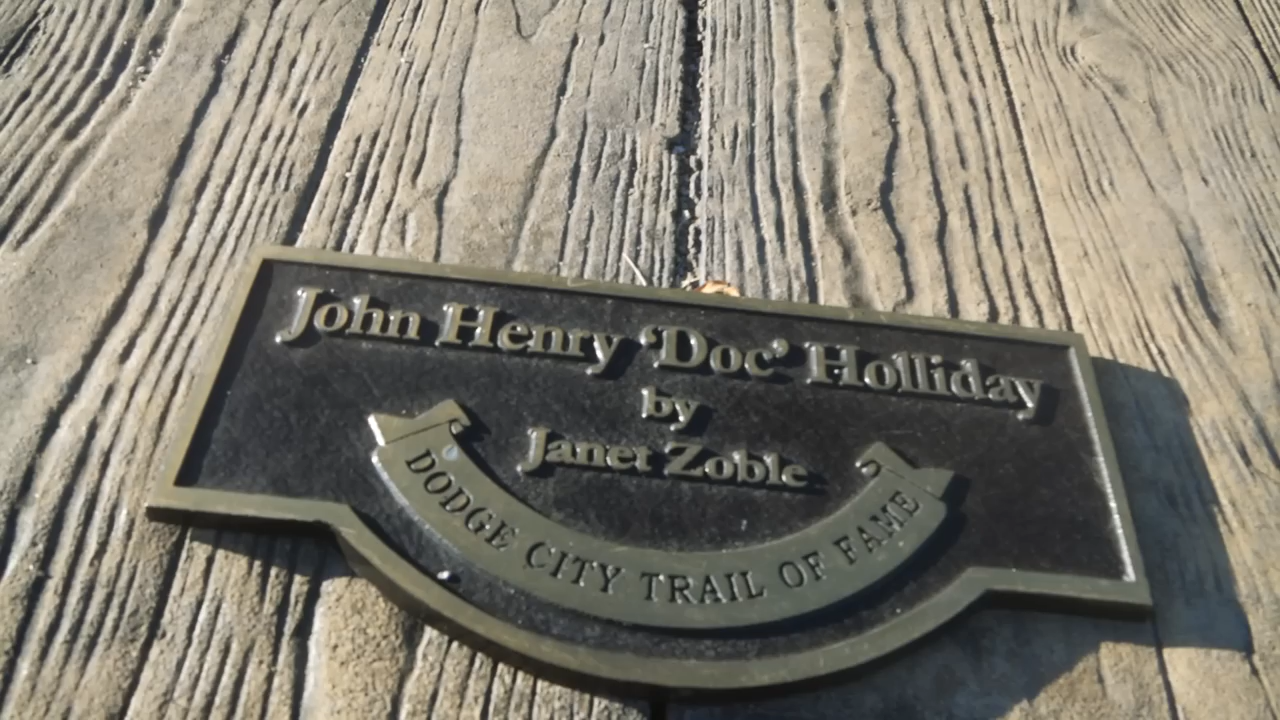 John Henry ‘Doc’ Holliday
by
Janet Zoble
DODGE CITY TRAIL OF FAME